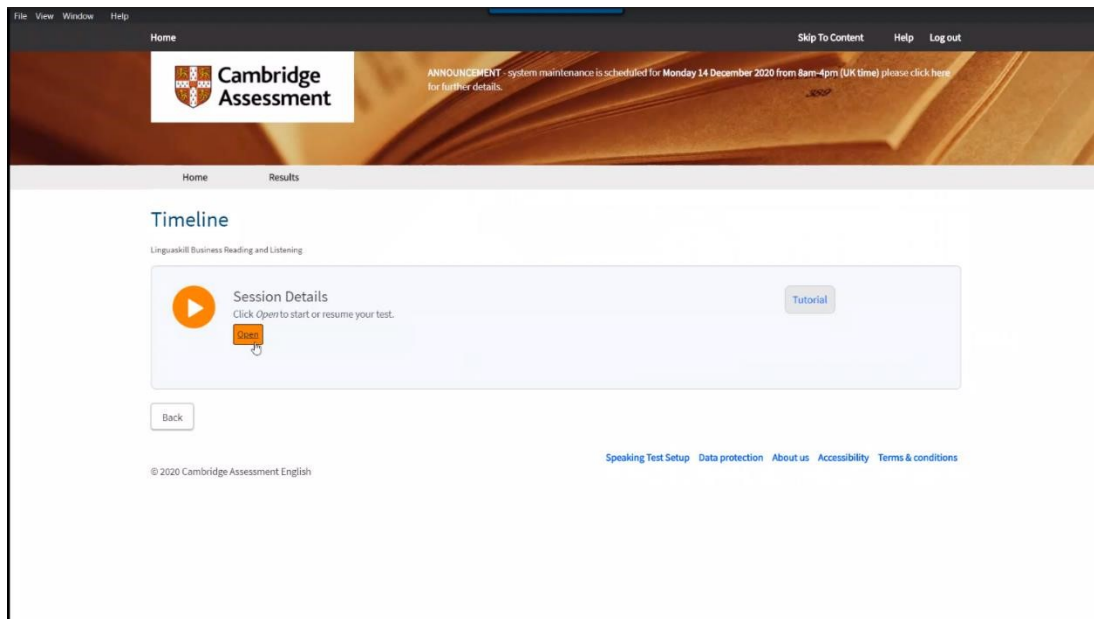 File View Window Help
Home Skip To Content Help Log out
Cambridge
Assessment
ANNOUNCEMENT - system maintenance is scheduled for Monday 14 December 2020 from 8am-4pm (UK time) please click here
for further details.
Home Results
Timeline
Linguaskill Business Reading and Listening
Session Details
Click Open to start or resume your test.
Open
Tutorial
Back
Speaking Test Setup Data protection About us Accessibility Terms & conditions
© 2020 Cambridge Assessment English